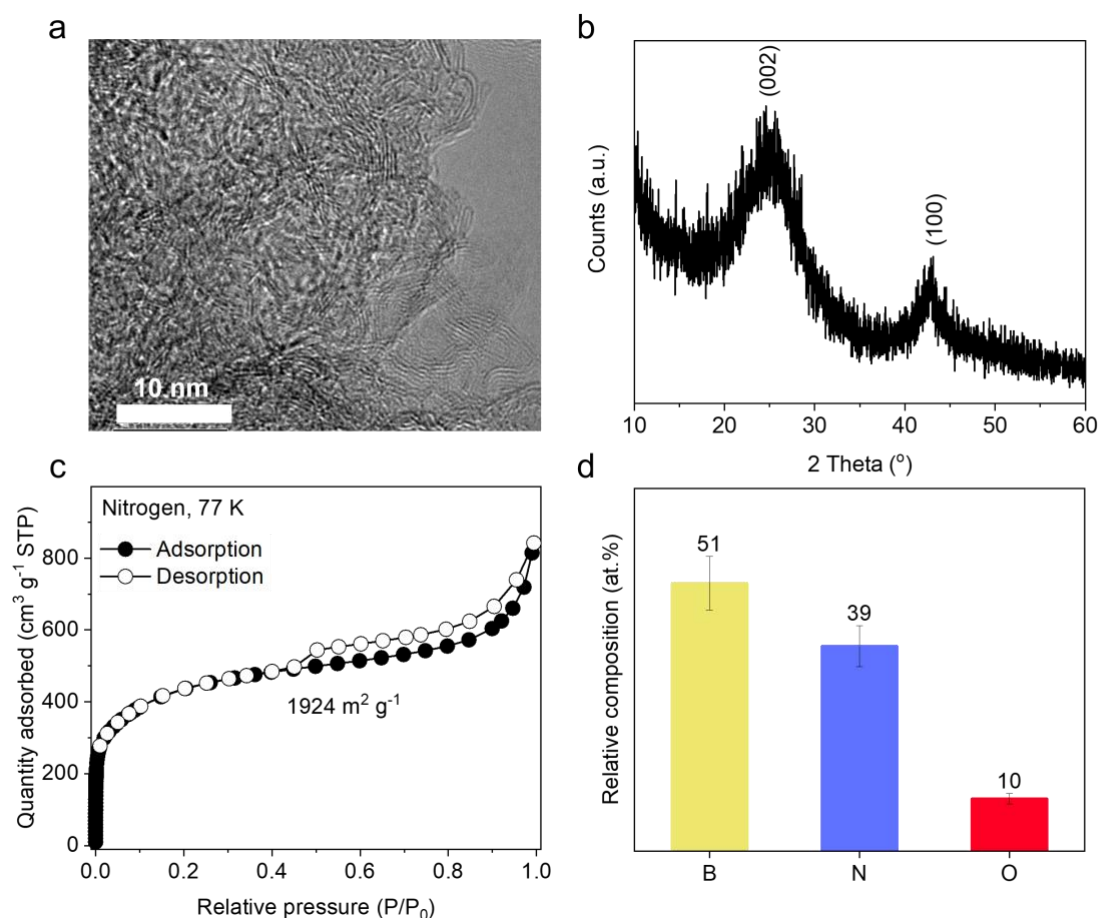 a
10 nm
b
Counts (a.u.)
(002)
(100)
10 20 30 40 50 60
2 Theta (°)
c
Quantity adsorbed (cm³ g⁻¹ STP)
Nitrogen, 77 K
Adsorption
Desorption
800
600
400
200
0
1924 m² g⁻¹
0.0 0.2 0.4 0.6 0.8 1.0
Relative pressure (P/P₀)
d
Relative composition (at.%)
51
39
10
B N O